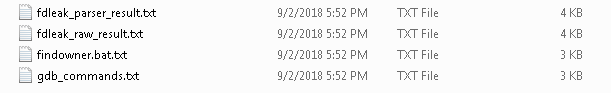 fdleak_parser_result.txt 9/2/2018 5:52 PM TXT File 4 KB
fdleak_raw_result.txt 9/2/2018 5:52 PM TXT File 4 KB
findowner.bat.txt 9/2/2018 5:52 PM TXT File 3 KB
gdb_commands.txt 9/2/2018 5:52 PM TXT File 3 KB